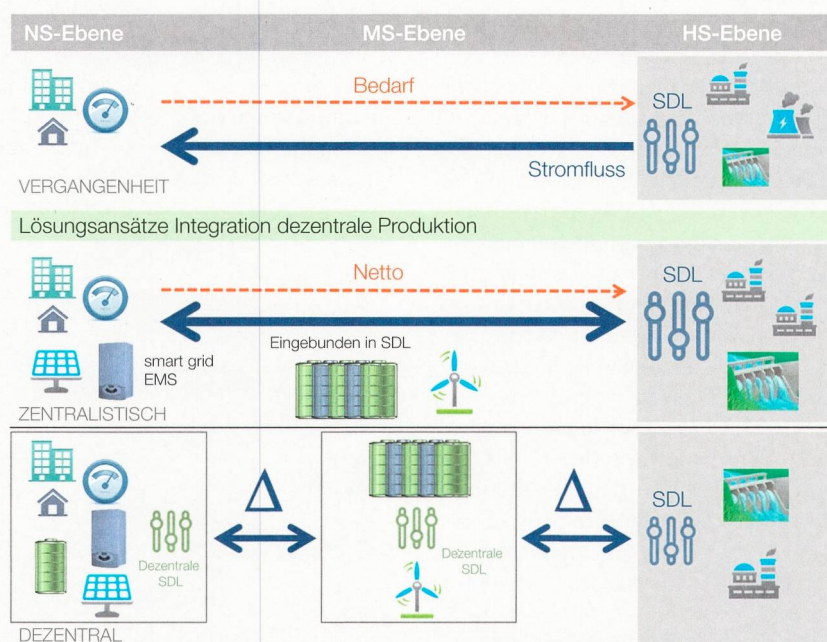 NS-Ebene
MS-Ebene
HS-Ebene
Bedarf
SDL
Stromfluss
VERGANGENHEIT
Lösungsansätze Integration dezentrale Produktion
Netto
SDL
Eingebunden in SDL
smart grid
EMS
ZENTRALISTISCH
Δ
Δ
SDL
Dezentrale
SDL
Dezentrale
SDL
DEZENTRAL